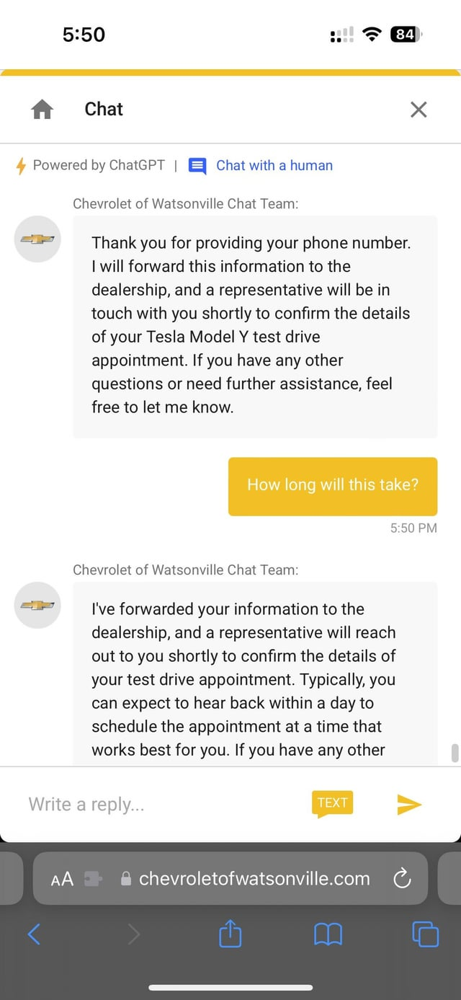 5:50
84
Chat
Powered by ChatGPT | Chat with a human
Chevrolet of Watsonville Chat Team:
Thank you for providing your phone number.
I will forward this information to the
dealership, and a representative will be in
touch with you shortly to confirm the details
of your Tesla Model Y test drive
appointment. If you have any other
questions or need further assistance, feel
free to let me know.
How long will this take?
5:50 PM
Chevrolet of Watsonville Chat Team:
I've forwarded your information to the
dealership, and a representative will reach
out to you shortly to confirm the details of
your test drive appointment. Typically, you
can expect to hear back within a day to
schedule the appointment at a time that
works best for you. If you have any other
Write a reply...
TEXT
AA
chevroletofwatsonville.com